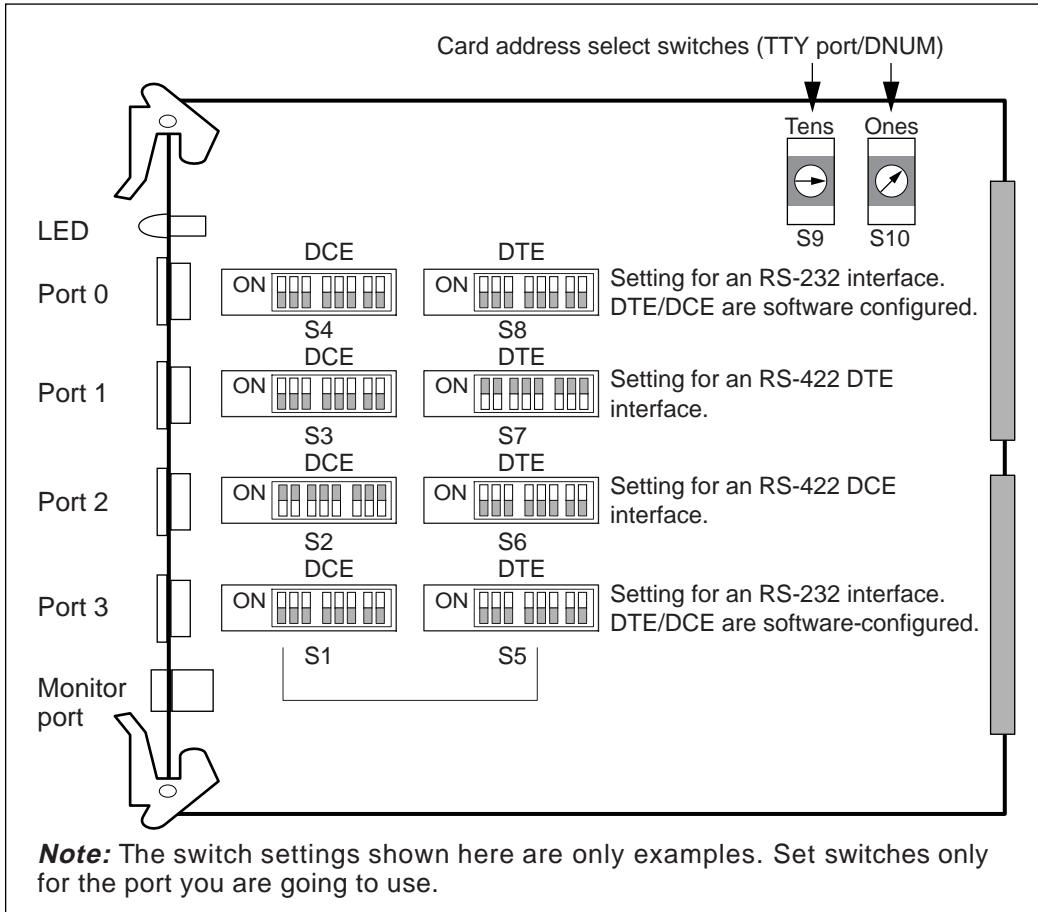 Card address select switches (TTY port/DNUM)
Tens Ones
S9 S10
LED
DCE DTE
Port 0 ON ON Setting for an RS-232 interface.
DTE/DCE are software configured.
S4 S8
DCE DTE
Port 1 ON ON Setting for an RS-422 DTE
interface.
S3 S7
DCE DTE
Port 2 ON ON Setting for an RS-422 DCE
interface.
S2 S6
DCE DTE
Port 3 ON ON Setting for an RS-232 interface.
DTE/DCE are software-configured.
S1 S5
Monitor
port
Note: The switch settings shown here are only examples. Set switches only
for the port you are going to use.